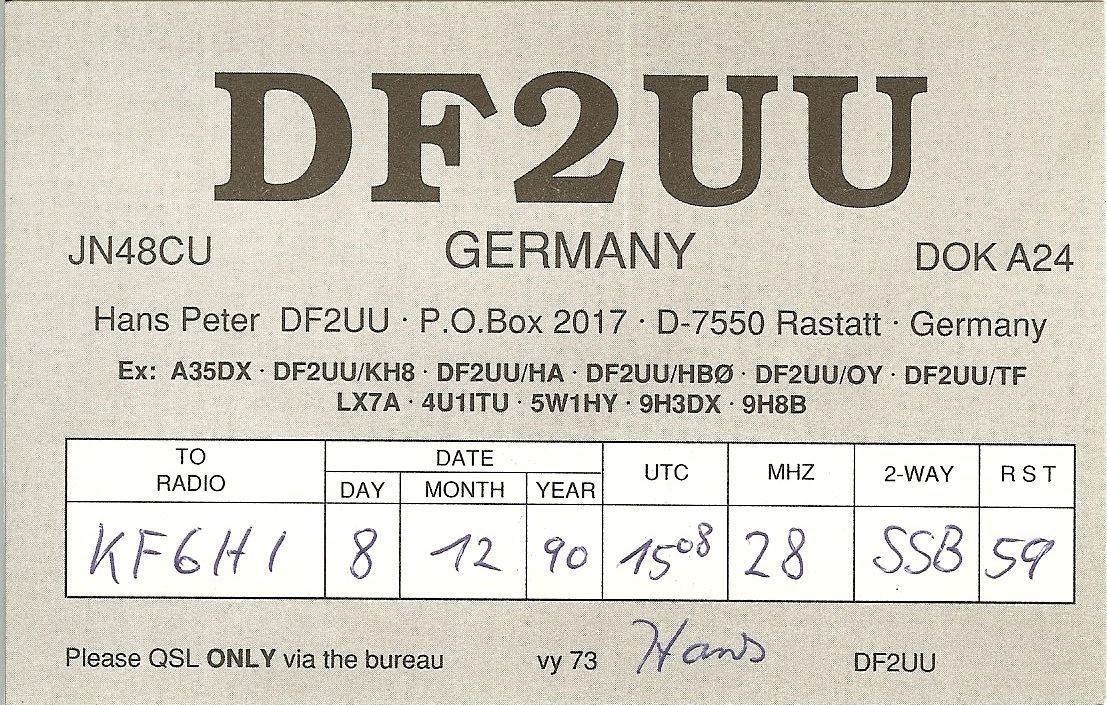 DF2UU
JN48CU GERMANY DOK A24
Hans Peter DF2UU · P.O.Box 2017 · D-7550 Rastatt · Germany
Ex: A35DX · DF2UU/KH8 · DF2UU/HA · DF2UU/HBØ · DF2UU/OY · DF2UU/TF
LX7A · 4U1ITU · 5W1HY · 9H3DX · 9H8B
TO RADIO DATE UTC MHZ 2-WAY RST
DAY MONTH YEAR
KF6HI 8 12 90 1508 28 SSB 59
Please QSL ONLY via the bureau vy 73 Hans DF2UU